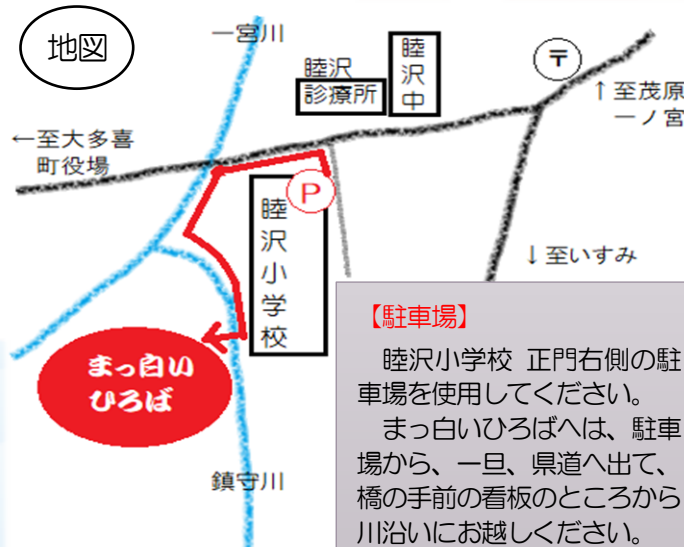 地図
一宮川
睦沢
診療所
睦沢中
〒
↑至茂原
一ノ宮
←至大多喜
町役場
P
睦沢小学校
↓至いすみ
まっ白い
ひろば
鎮守川
【駐車場】
睦沢小学校 正門右側の駐
車場を使用してください。
まっ白いひろばへは、駐車
場から、一旦、県道へ出て、
橋の手前の看板のところから
川沿いにお越しください。